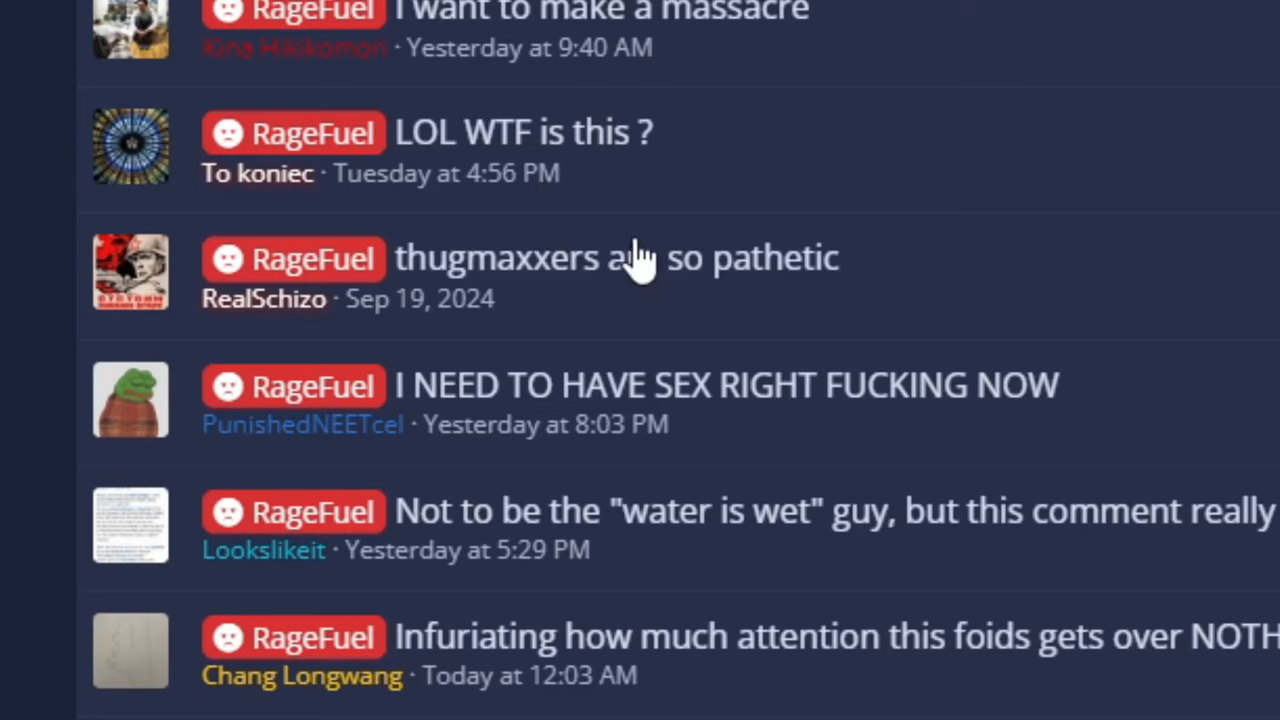 RageFuel I want to make a massacre
Kina Hikikomori · Yesterday at 9:40 AM
RageFuel LOL WTF is this ?
To koniec · Tuesday at 4:56 PM
RageFuel thugmaxxers so pathetic
RealSchizo · Sep 19, 2024
RageFuel I NEED TO HAVE SEX RIGHT FUCKING NOW
PunishedNEETcel · Yesterday at 8:03 PM
RageFuel Not to be the "water is wet" guy, but this comment really
Lookslikeit · Yesterday at 5:29 PM
RageFuel Infuriating how much attention this foids gets over NOTH
Chang Longwang · Today at 12:03 AM